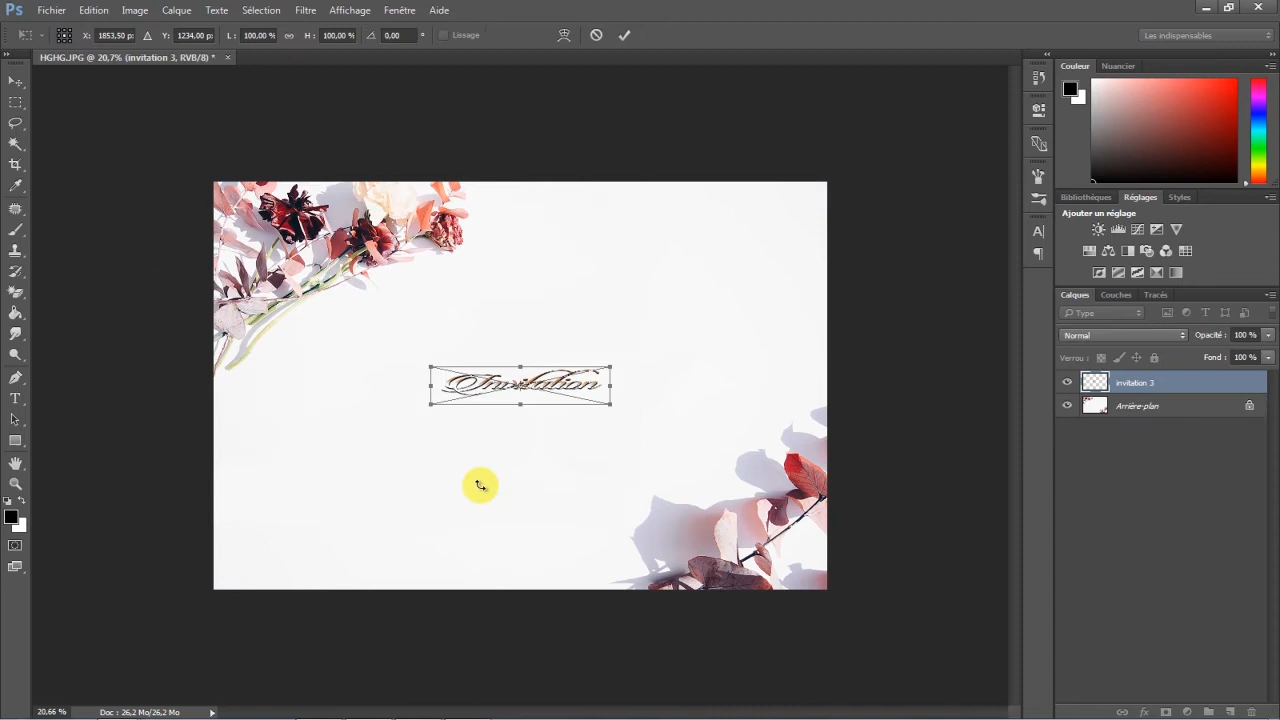 Ps Fichier Edition Image Calque Texte Sélection Filtre Affichage Fenêtre Aide
X: 1853,50 px Y: 1234,00 px L: 100,00 % H: 100,00 % 0,00 ° Lissage Les indispensables
HGHG.JPG @ 20,7% (invitation 3, RVB/8) * ×
Couleur Nuancier
Bibliothèques Réglages Styles
Ajouter un réglage
Calques Couches Tracés
Type
Normal Opacité : 100 %
Verrou : Fond : 100 %
invitation 3
Arrière-plan
Invitation
20,66 % Doc : 26,2 Mo/26,2 Mo